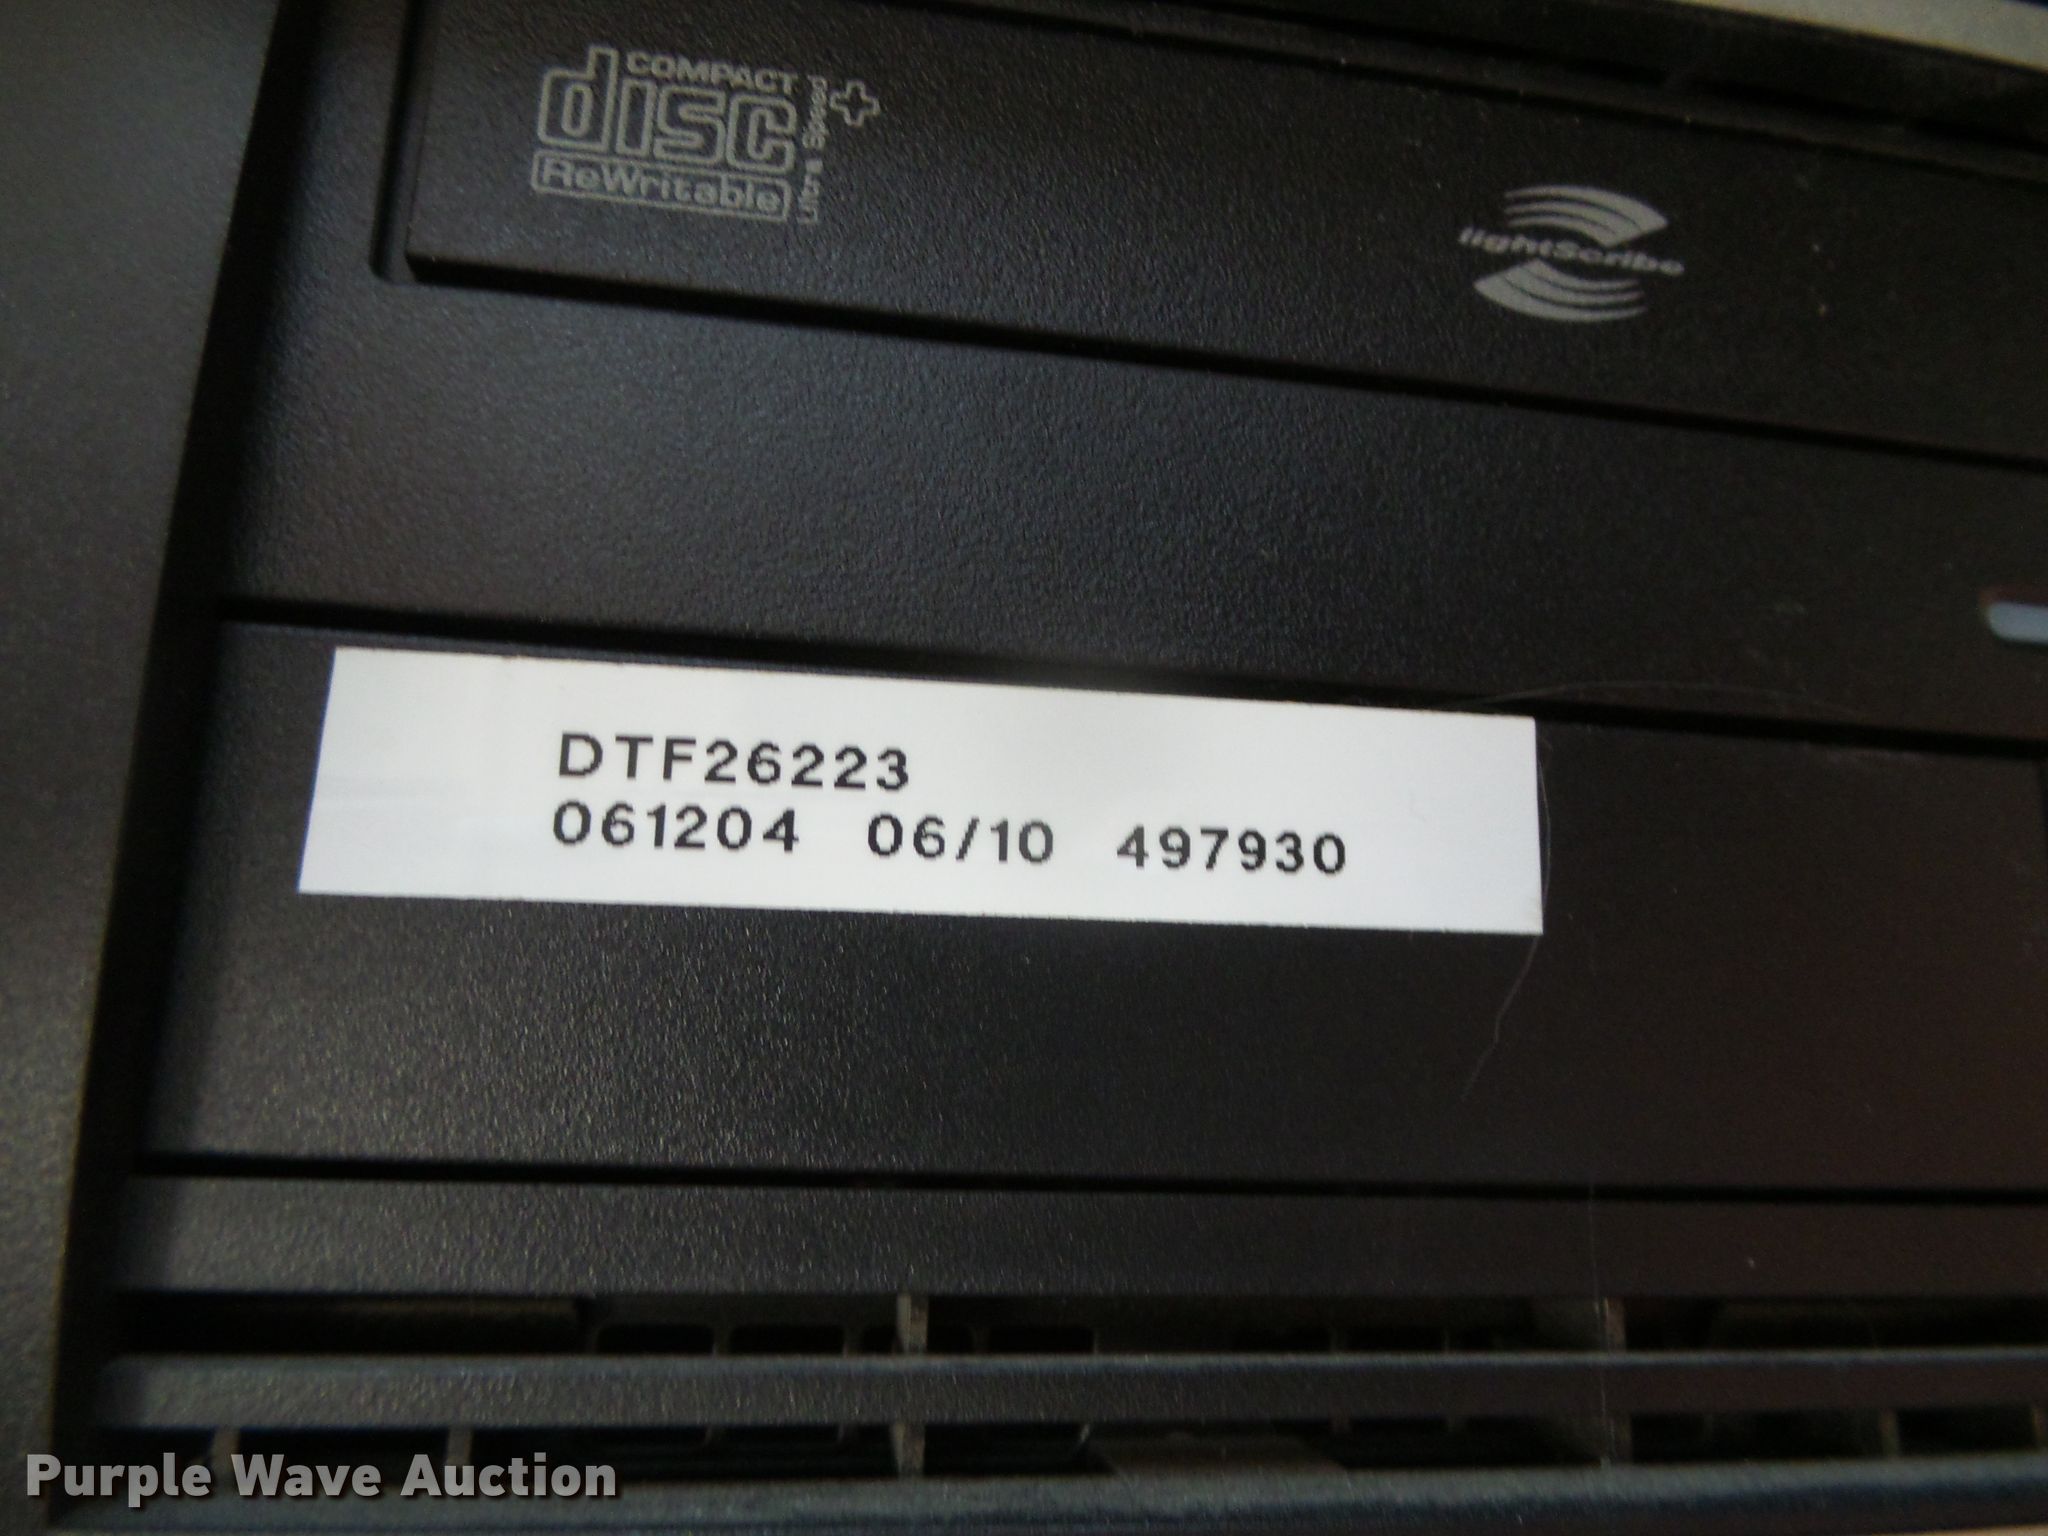 COMPACT
disc
ReWritable
Ultra Speed
+
lightScribe
DTF26223
061204 06/10 497930
Purple Wave Auction